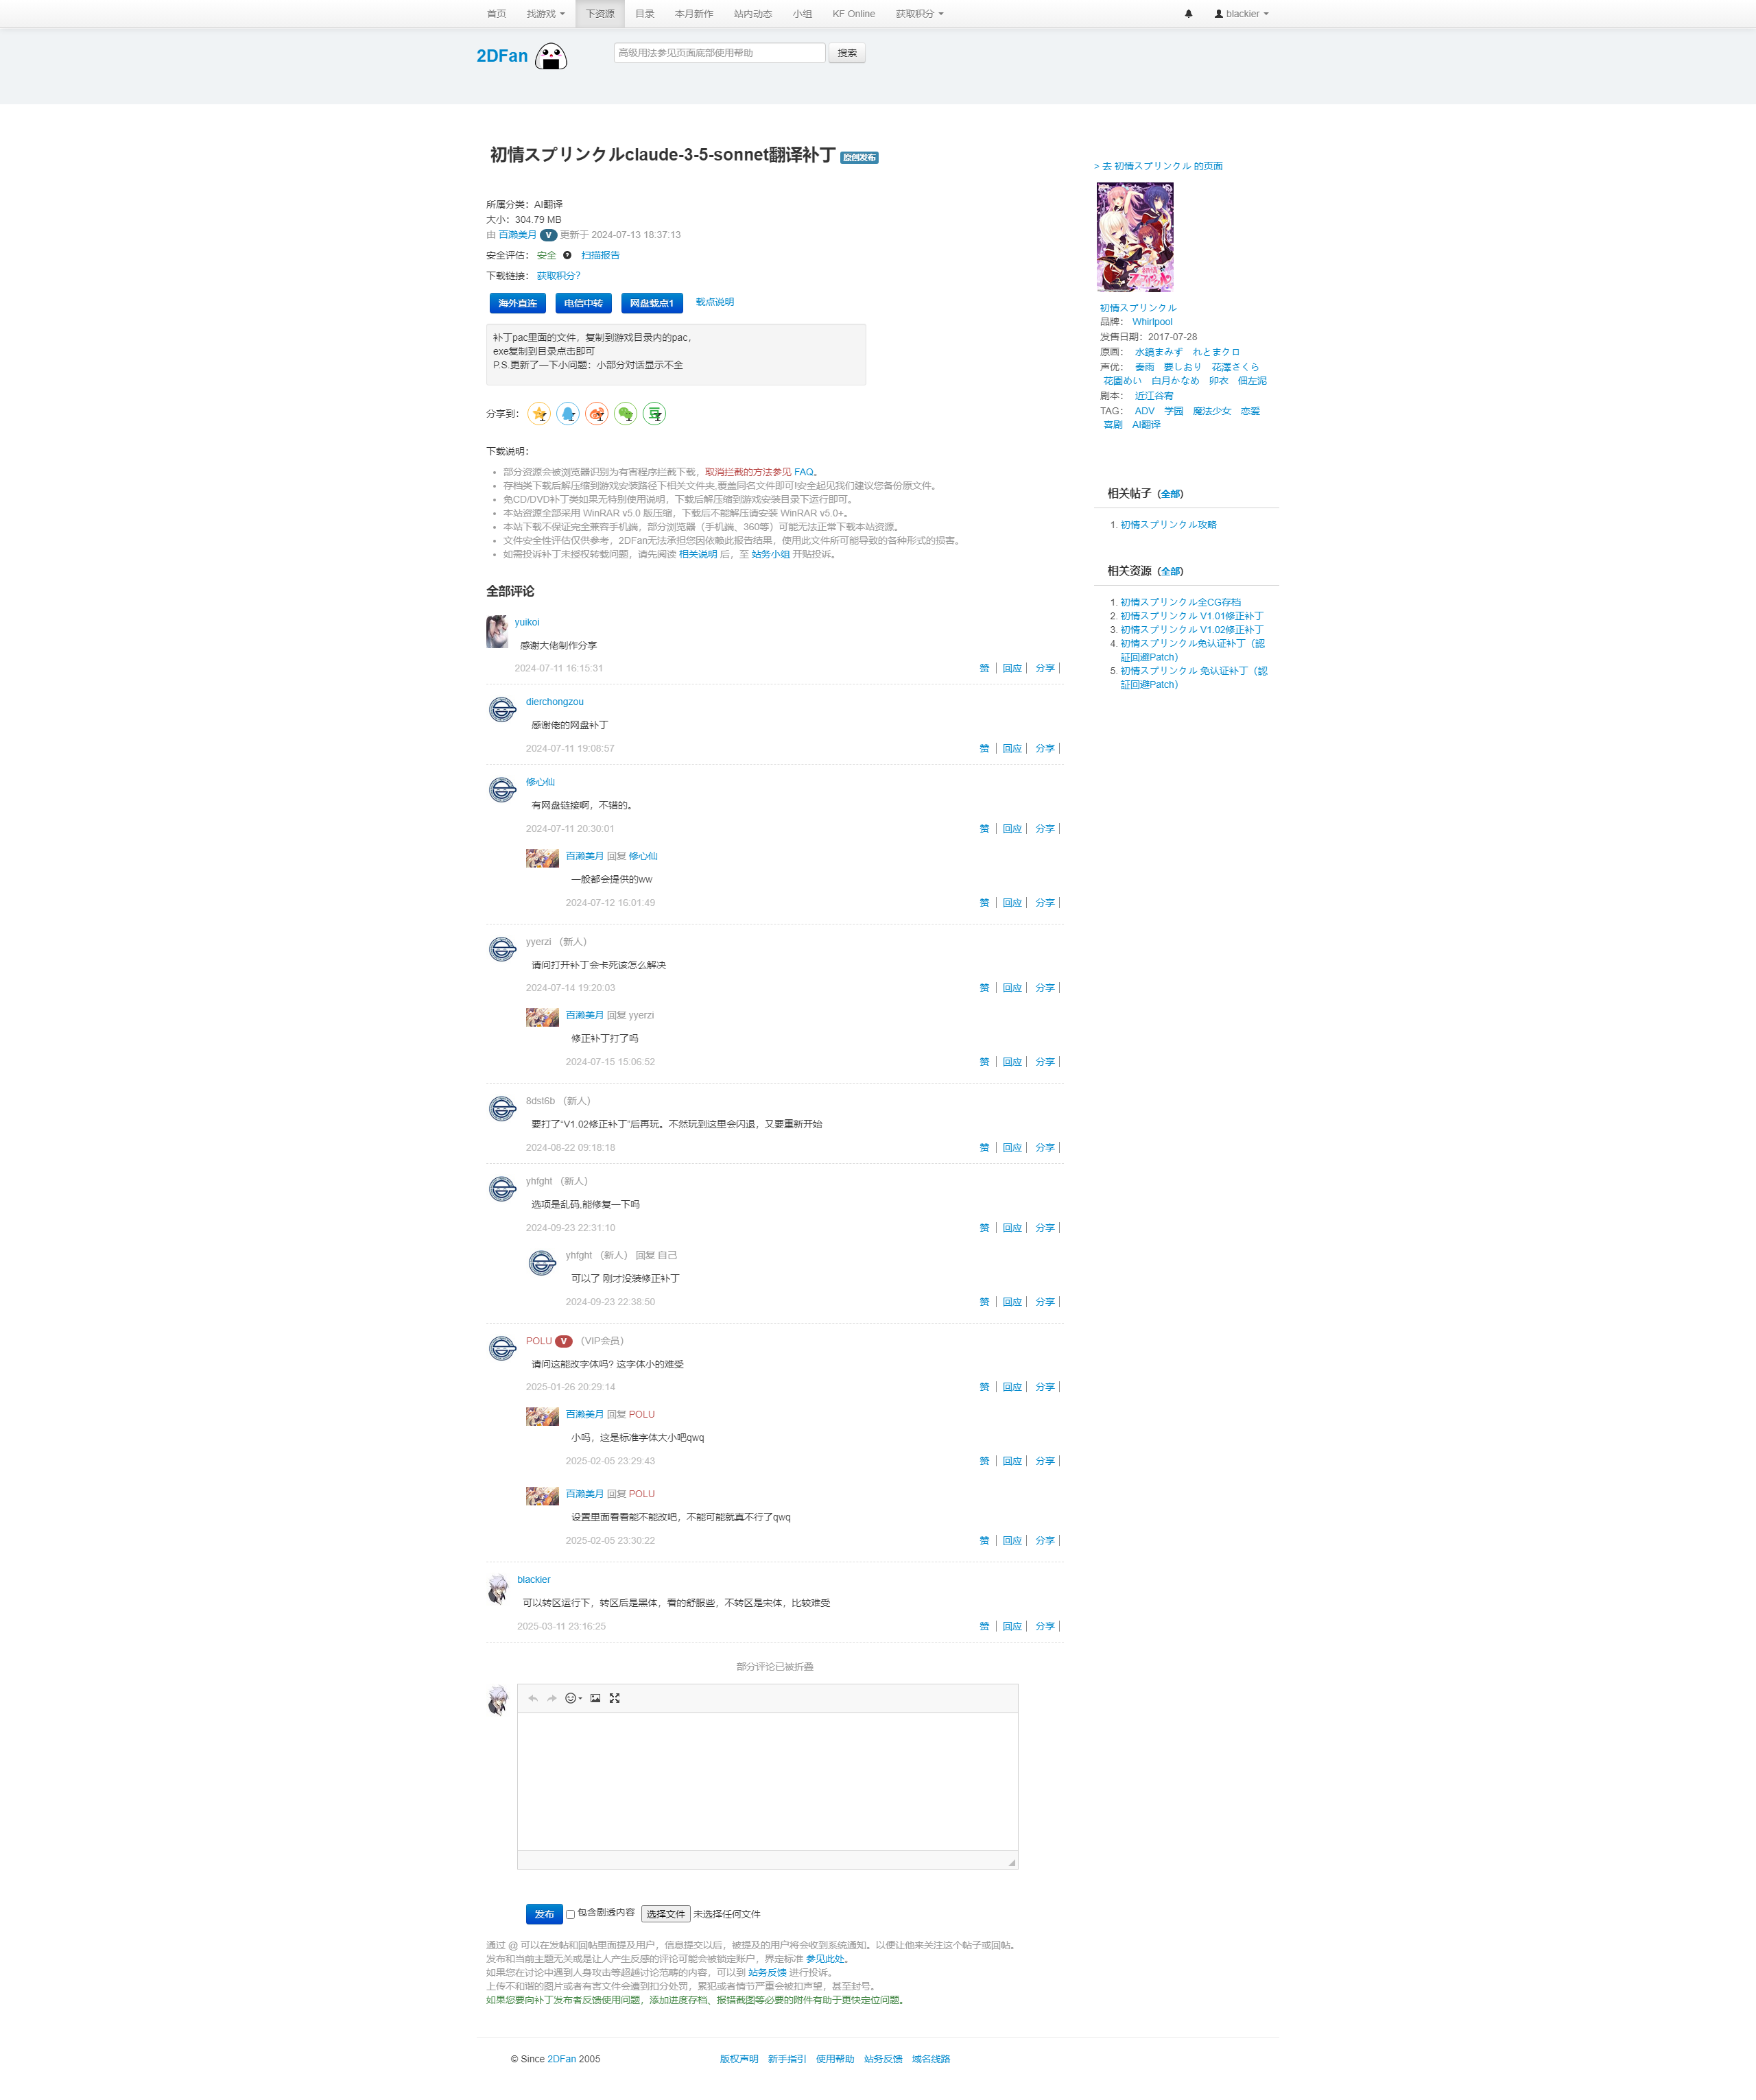 首页 找游戏 下资源 目录 本月新作 站内动态 小组 KF Online 获取积分 blackier
2DFan 高级用法参见页面底部使用帮助 搜索
初情スプリンクルclaude-3-5-sonnet翻译补丁 原创发布
所属分类：AI翻译
大小：304.79 MB
由 百濑美月 V 更新于 2024-07-13 18:37:13
安全评估： 安全 扫描报告
下载链接： 获取积分?
海外直连 电信中转 网盘载点1 载点说明
补丁pac里面的文件，复制到游戏目录内的pac，
exe复制到目录点击即可
P.S.更新了一下小问题：小部分对话显示不全
分享到：
下载说明：
部分资源会被浏览器识别为有害程序拦截下载，取消拦截的方法参见 FAQ。
存档类下载后解压缩到游戏安装路径下相关文件夹,覆盖同名文件即可!安全起见我们建议您备份原文件。
免CD/DVD补丁类如果无特别使用说明，下载后解压缩到游戏安装目录下运行即可。
本站资源全部采用 WinRAR v5.0 版压缩，下载后不能解压请安装 WinRAR v5.0+。
本站下载不保证完全兼容手机端，部分浏览器（手机端、360等）可能无法正常下载本站资源。
文件安全性评估仅供参考，2DFan无法承担您因依赖此报告结果，使用此文件所可能导致的各种形式的损害。
如需投诉补丁未授权转载问题，请先阅读 相关说明 后，至 站务小组 开贴投诉。
全部评论
yuikoi
感谢大佬制作分享
2024-07-11 16:15:31 赞 | 回应 | 分享 |
dierchongzou
感谢佬的网盘补丁
2024-07-11 19:08:57 赞 | 回应 | 分享 |
修心仙
有网盘链接啊，不错的。
2024-07-11 20:30:01 赞 | 回应 | 分享 |
百濑美月 回复 修心仙
一般都会提供的ww
2024-07-12 16:01:49 赞 | 回应 | 分享 |
yyerzi （新人）
请问打开补丁会卡死该怎么解决
2024-07-14 19:20:03 赞 | 回应 | 分享 |
百濑美月 回复 yyerzi
修正补丁打了吗
2024-07-15 15:06:52 赞 | 回应 | 分享 |
8dst6b （新人）
要打了“V1.02修正补丁”后再玩。不然玩到这里会闪退，又要重新开始
2024-08-22 09:18:18 赞 | 回应 | 分享 |
yhfght （新人）
选项是乱码,能修复一下吗
2024-09-23 22:31:10 赞 | 回应 | 分享 |
yhfght （新人） 回复 自己
可以了 刚才没装修正补丁
2024-09-23 22:38:50 赞 | 回应 | 分享 |
POLU V （VIP会员）
请问这能改字体吗? 这字体小的难受
2025-01-26 20:29:14 赞 | 回应 | 分享 |
百濑美月 回复 POLU
小吗，这是标准字体大小吧qwq
2025-02-05 23:29:43 赞 | 回应 | 分享 |
百濑美月 回复 POLU
设置里面看看能不能改吧，不能可能就真不行了qwq
2025-02-05 23:30:22 赞 | 回应 | 分享 |
blackier
可以转区运行下，转区后是黑体，看的舒服些，不转区是宋体，比较难受
2025-03-11 23:16:25 赞 | 回应 | 分享 |
部分评论已被折叠
发布 包含剧透内容 选择文件 未选择任何文件
通过 @ 可以在发帖和回帖里面提及用户，信息提交以后，被提及的用户将会收到系统通知。以便让他来关注这个帖子或回帖。
发布和当前主题无关或是让人产生反感的评论可能会被锁定账户，界定标准 参见此处。
如果您在讨论中遇到人身攻击等超越讨论范畴的内容，可以到 站务反馈 进行投诉。
上传不和谐的图片或者有害文件会遭到扣分处罚，累犯或者情节严重会被扣声望，甚至封号。
如果您要向补丁发布者反馈使用问题，添加进度存档、报错截图等必要的附件有助于更快定位问题。
> 去 初情スプリンクル 的页面
初情スプリンクル
品牌： Whirlpool
发售日期：2017-07-28
原画： 水鏡まみず れとまクロ
声优： 秦雨 要しおり 花澤さくら
花園めい 白月かなめ 卯衣 佃左泥
剧本： 近江谷宥
TAG： ADV 学园 魔法少女 恋爱
喜剧 AI翻译
相关帖子（全部）
1. 初情スプリンクル攻略
相关资源（全部）
1. 初情スプリンクル全CG存档
2. 初情スプリンクル V1.01修正补丁
3. 初情スプリンクル V1.02修正补丁
4. 初情スプリンクル免认证补丁（認
証回避Patch）
5. 初情スプリンクル 免认证补丁（認
証回避Patch）
© Since 2DFan 2005 版权声明 新手指引 使用帮助 站务反馈 域名线路